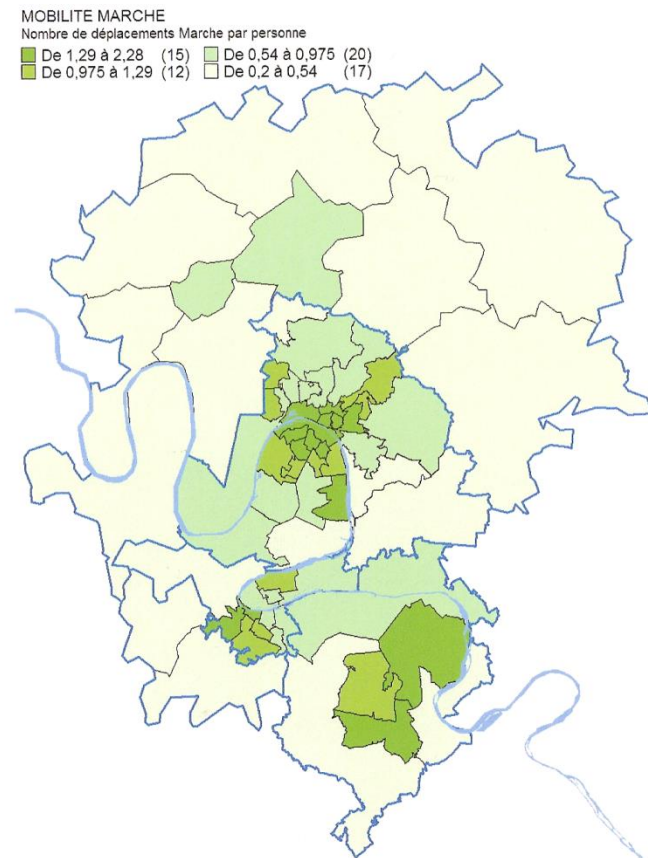 MOBILITE MARCHE
Nombre de déplacements Marche par personne
De 1,29 à 2,28 (15) De 0,54 à 0,975 (20)
De 0,975 à 1,29 (12) De 0,2 à 0,54 (17)